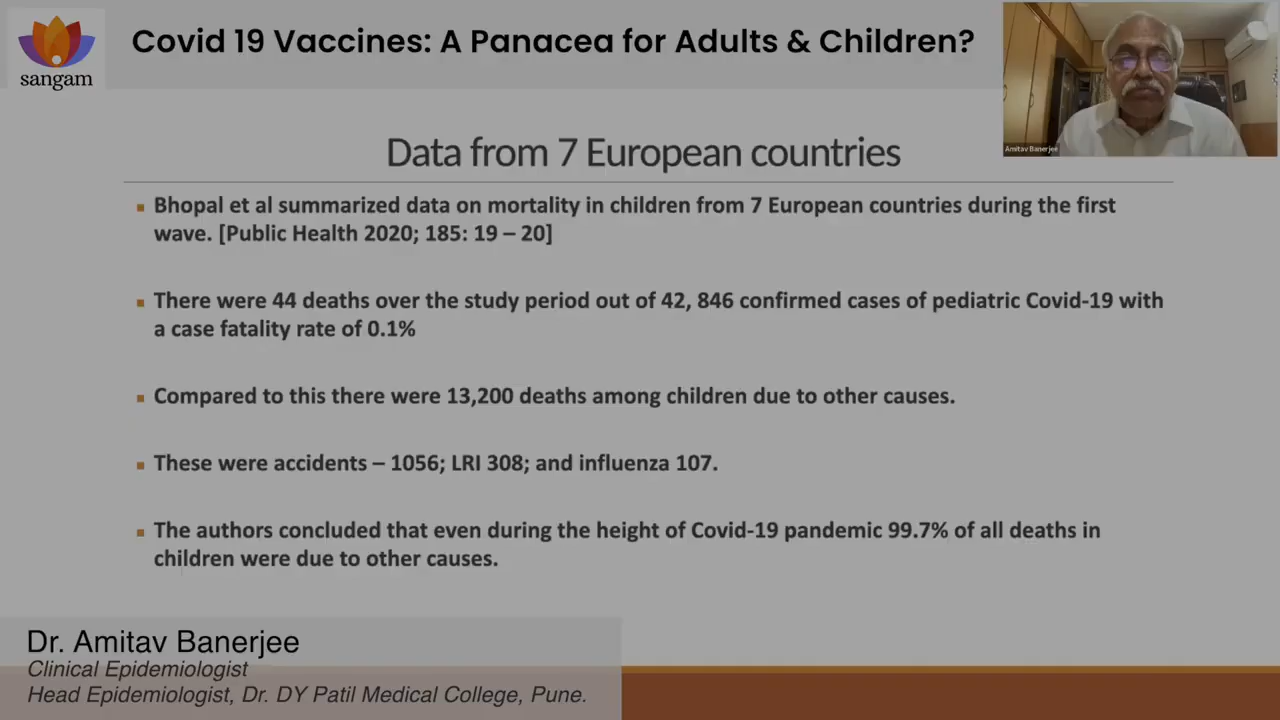 sangam
Covid 19 Vaccines: A Panacea for Adults & Children?
Amitav Banerjee
Data from 7 European countries
Bhopal et al summarized data on mortality in children from 7 European countries during the first
wave. [Public Health 2020; 185: 19 – 20]
There were 44 deaths over the study period out of 42, 846 confirmed cases of pediatric Covid-19 with
a case fatality rate of 0.1%
Compared to this there were 13,200 deaths among children due to other causes.
These were accidents – 1056; LRI 308; and influenza 107.
The authors concluded that even during the height of Covid-19 pandemic 99.7% of all deaths in
children were due to other causes.
Dr. Amitav Banerjee
Clinical Epidemiologist
Head Epidemiologist, Dr. DY Patil Medical College, Pune.